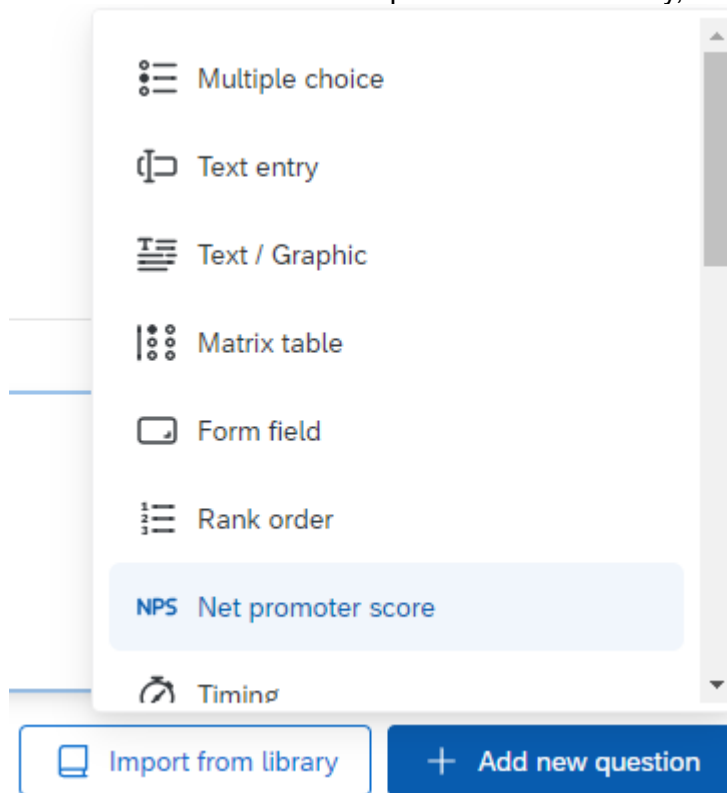 Multiple choice
Text entry
Text / Graphic
Matrix table
Form field
Rank order
NPS Net promoter score
Timing
Import from library
+ Add new question